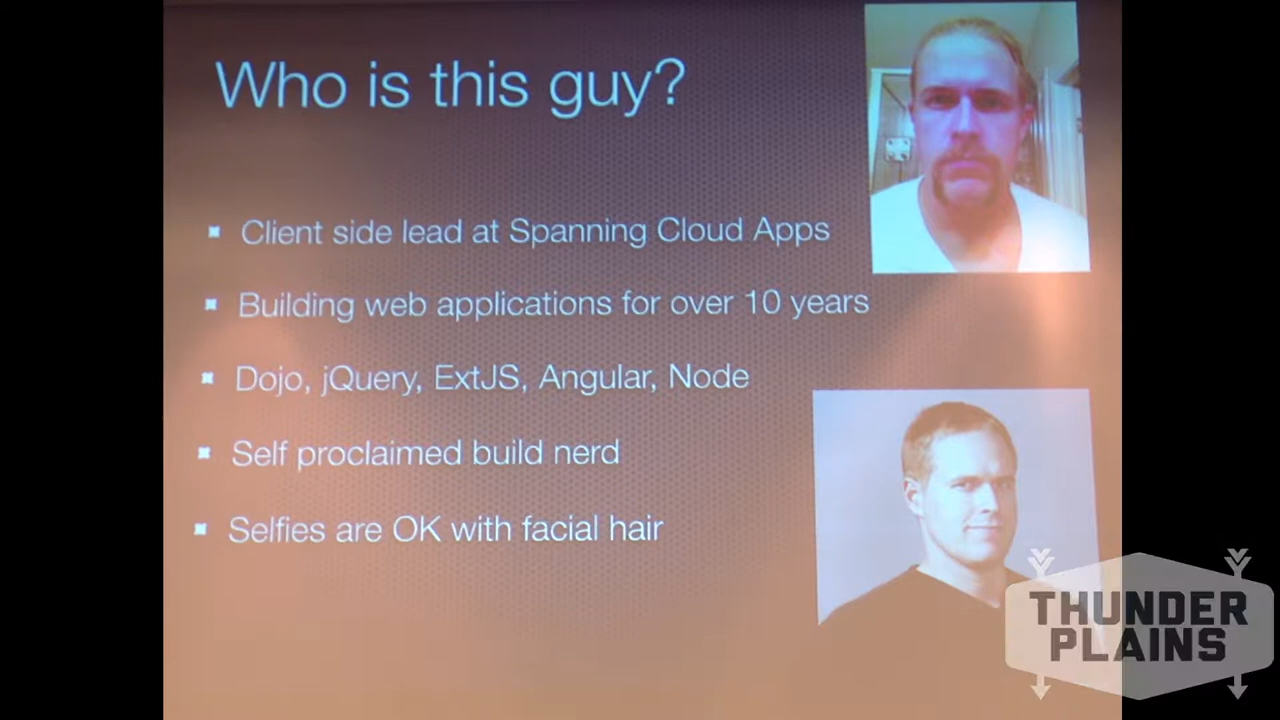 Who is this guy?
Client side lead at Spanning Cloud Apps
Building web applications for over 10 years
Dojo, jQuery, ExtJS, Angular, Node
Self proclaimed build nerd
Selfies are OK with facial hair
THUNDER
PLAINS